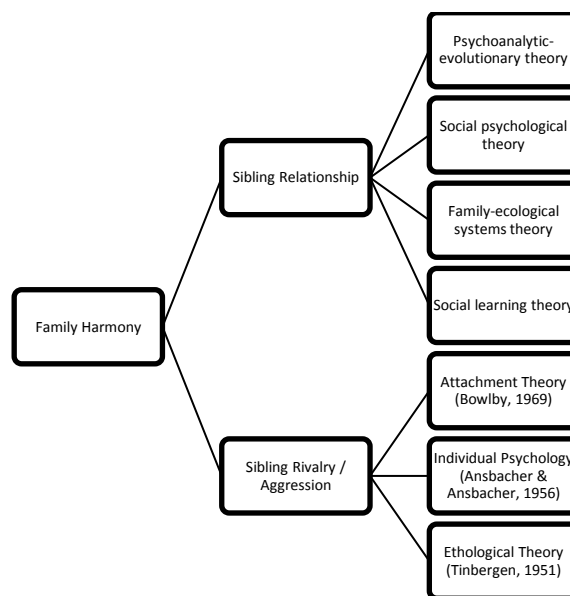 Psychoanalytic-
evolutionary theory
Social psychological
theory
Sibling Relationship
Family-ecological
systems theory
Social learning theory
Family Harmony
Attachment Theory
(Bowlby, 1969)
Sibling Rivalry /
Aggression
Individual Psychology
(Ansbacher &
Ansbacher, 1956)
Ethological Theory
(Tinbergen, 1951)